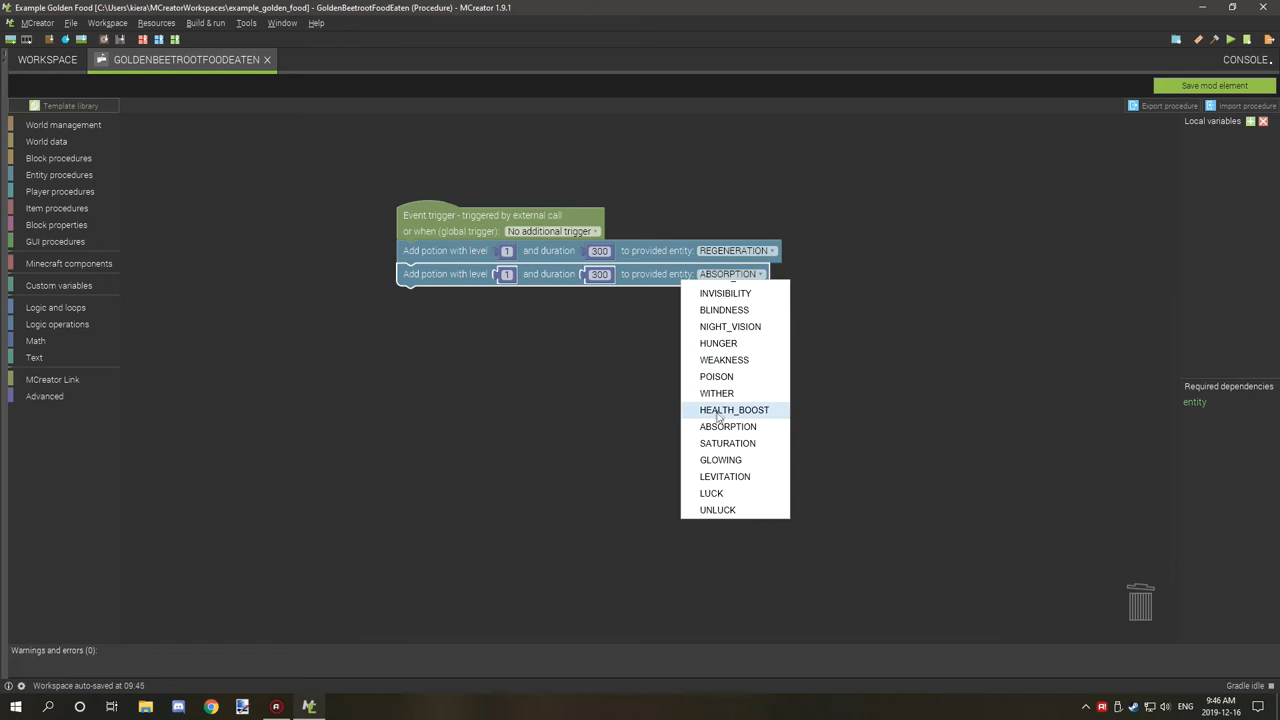 Example Golden Food [C:\Users\kiera\MCreatorWorkspaces\example_golden_food] - GoldenBeetrootFoodEaten (Procedure) - MCreator 1.9.1
MCreator File Workspace Resources Build & run Tools Window Help
WORKSPACE GOLDENBEETROOTFOODEATEN CONSOLE
Save mod element
Template library Export procedure Import procedure
World management Local variables
World data
Block procedures
Entity procedures
Player procedures
Item procedures
Block properties
GUI procedures
Minecraft components
Custom variables
Logic and loops
Logic operations
Math
Text
MCreator Link
Advanced
Event trigger - triggered by external call
or when (global trigger): No additional trigger
Add potion with level 1 and duration 300 to provided entity: REGENERATION
Add potion with level 1 and duration 300 to provided entity: ABSORPTION
INVISIBILITY
BLINDNESS
NIGHT_VISION
HUNGER
WEAKNESS
POISON
WITHER
HEALTH_BOOST
ABSORPTION
SATURATION
GLOWING
LEVITATION
LUCK
UNLUCK
Required dependencies
entity
Warnings and errors (0):
Workspace auto-saved at 09:45 Gradle idle
ENG 9:46 AM
2019-12-16